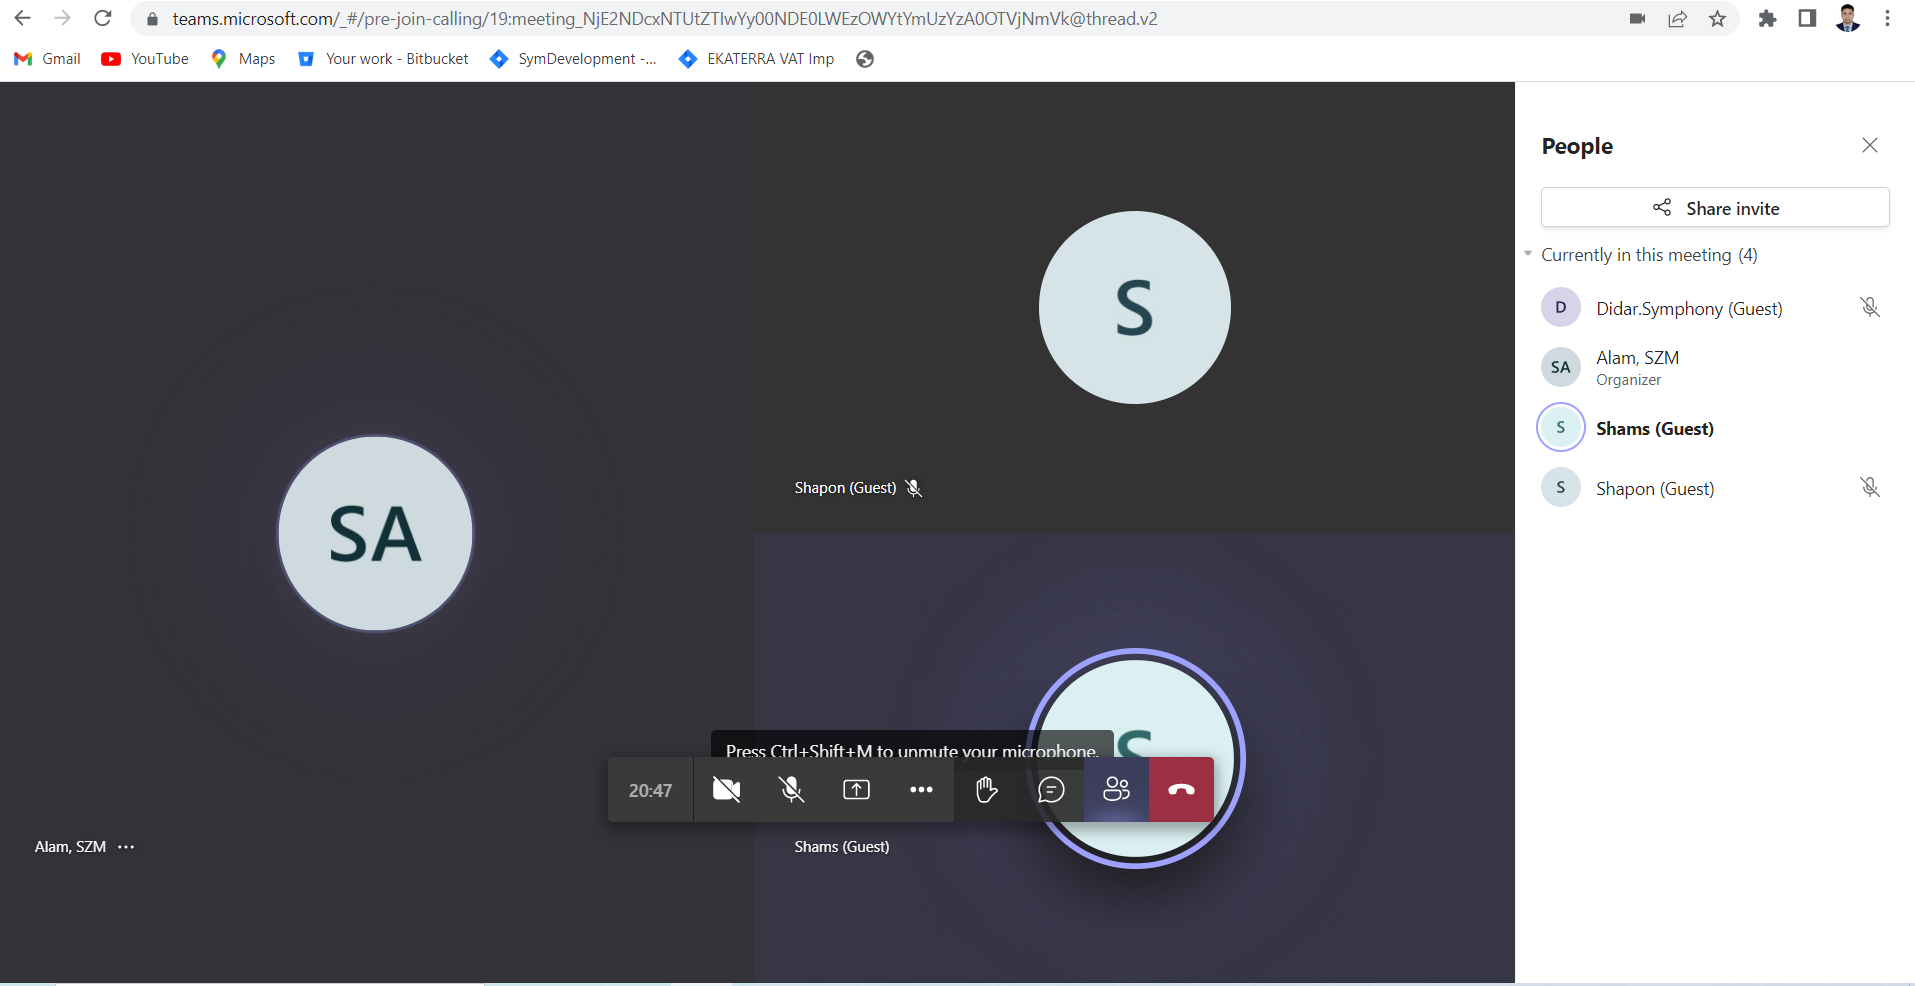 teams.microsoft.com/_#/pre-join-calling/19:meeting_NjE2NDcxNTUtZTIwYy00NDE0LWEzOWYtYmUzYzA0OTVjNmVk@thread.v2
Gmail YouTube Maps Your work - Bitbucket SymDevelopment -... EKATERRA VAT Imp
People
Share invite
Currently in this meeting (4)
D Didar.Symphony (Guest)
SA Alam, SZM
Organizer
S Shams (Guest)
S Shapon (Guest)
S
Shapon (Guest)
SA
Alam, SZM ...
S
Press Ctrl+Shift+M to unmute your microphone.
20:47
Shams (Guest)